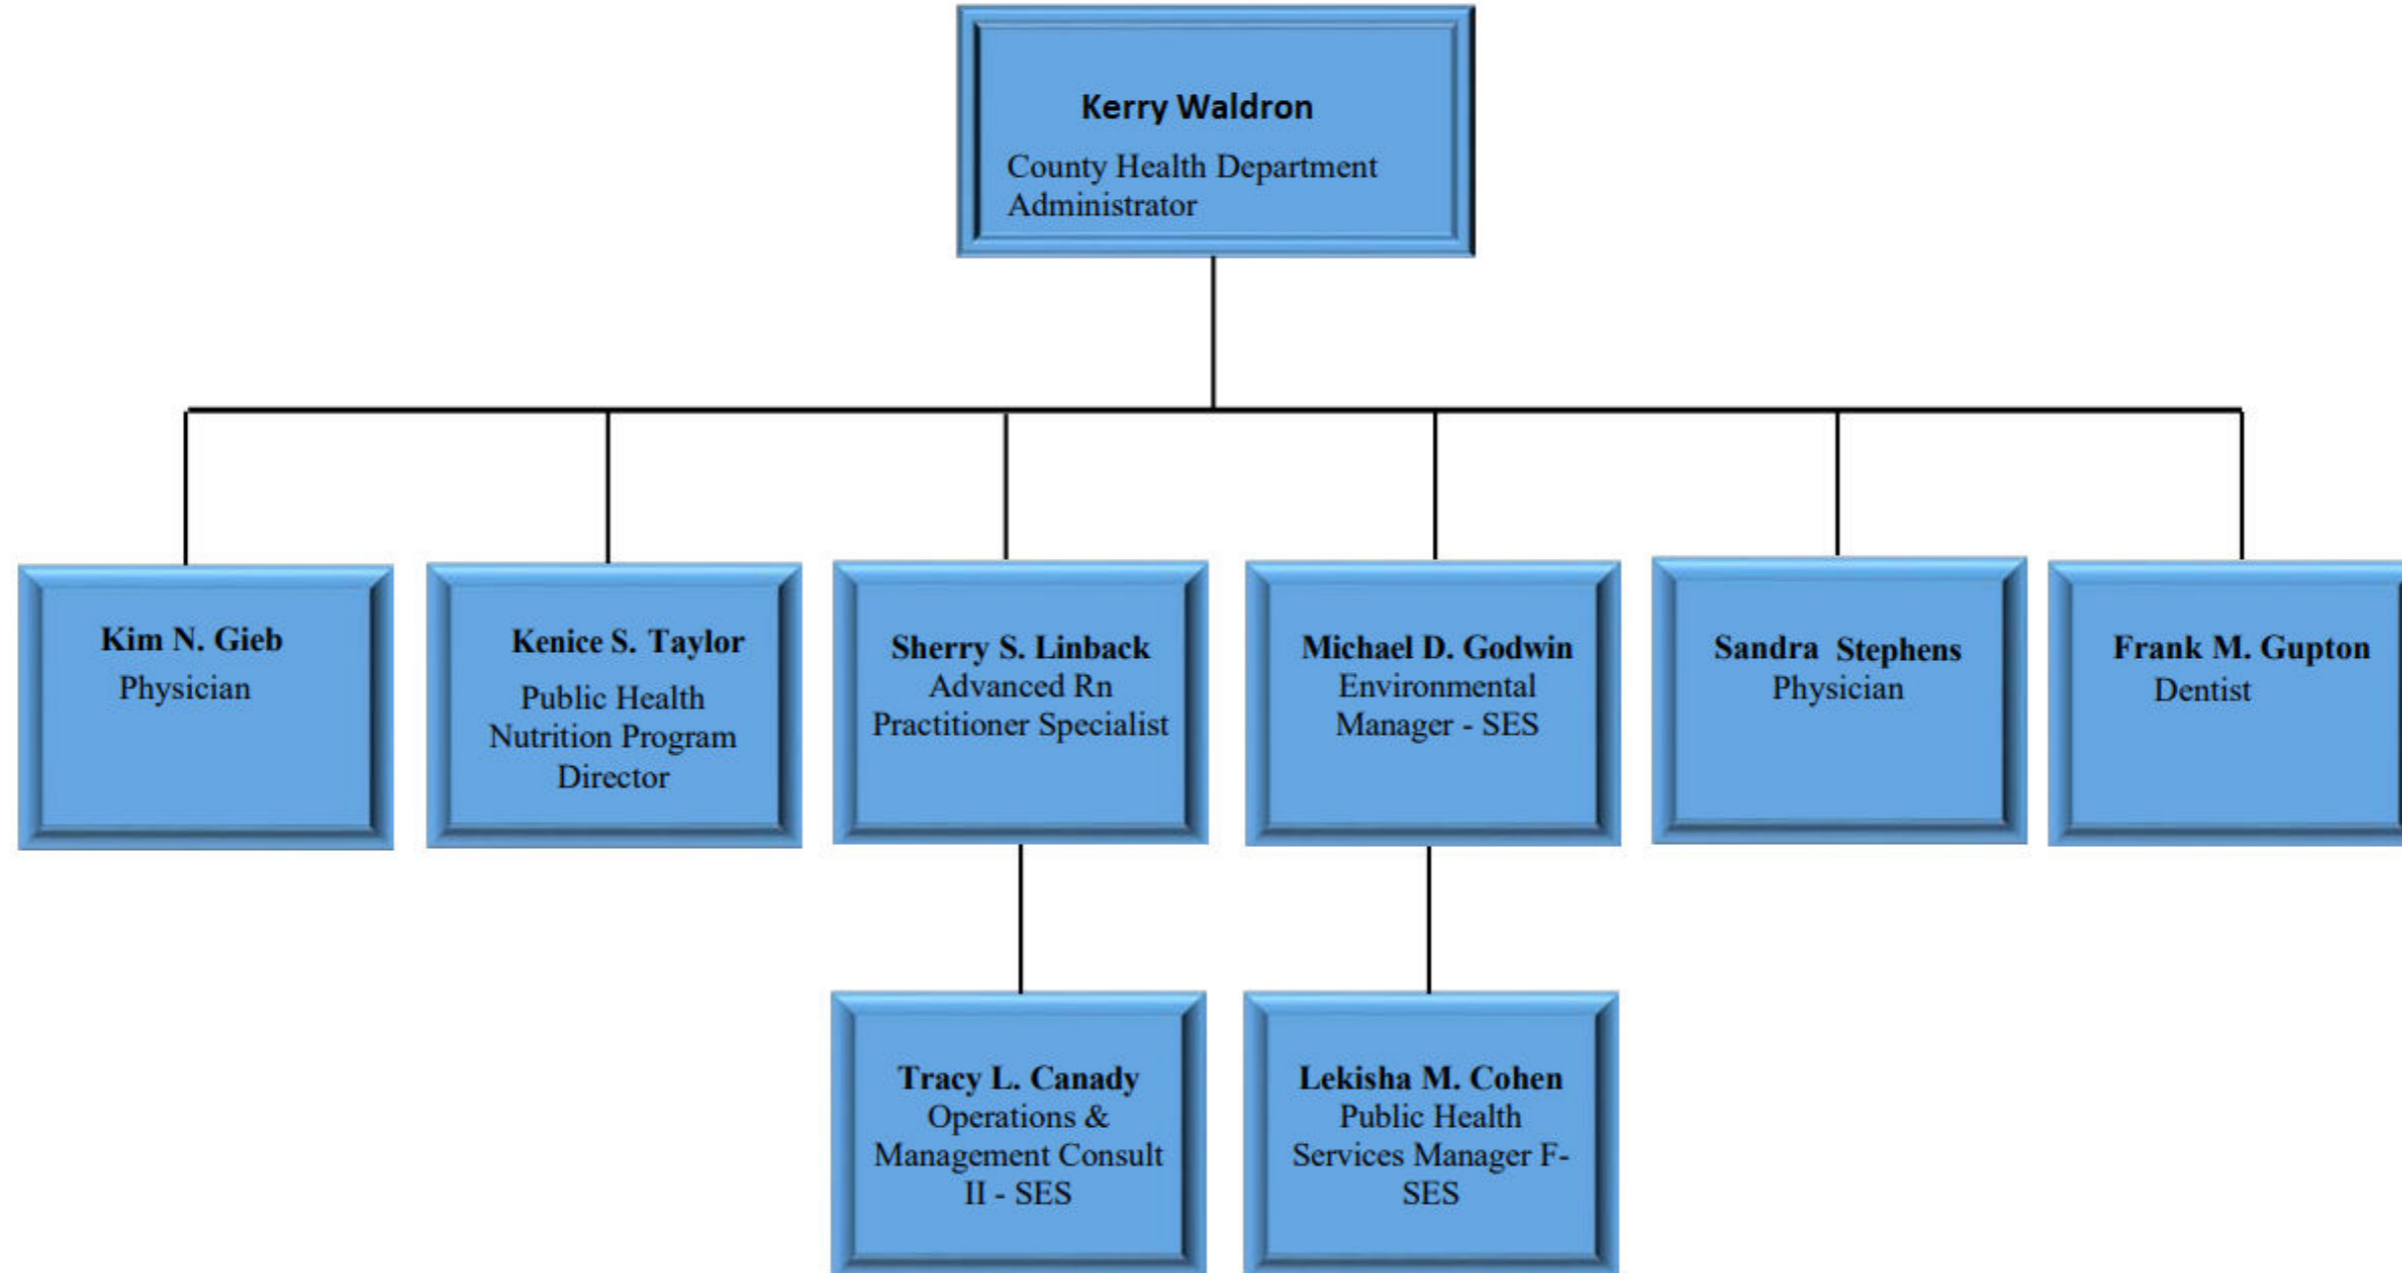 Kerry Waldron
County Health Department
Administrator
Kim N. Gieb
Physician
Kenice S. Taylor
Public Health
Nutrition Program
Director
Sherry S. Linback
Advanced Rn
Practitioner Specialist
Michael D. Godwin
Environmental
Manager - SES
Sandra Stephens
Physician
Frank M. Gupton
Dentist
Tracy L. Canady
Operations &
Management Consult
II - SES
Lekisha M. Cohen
Public Health
Services Manager F-
SES